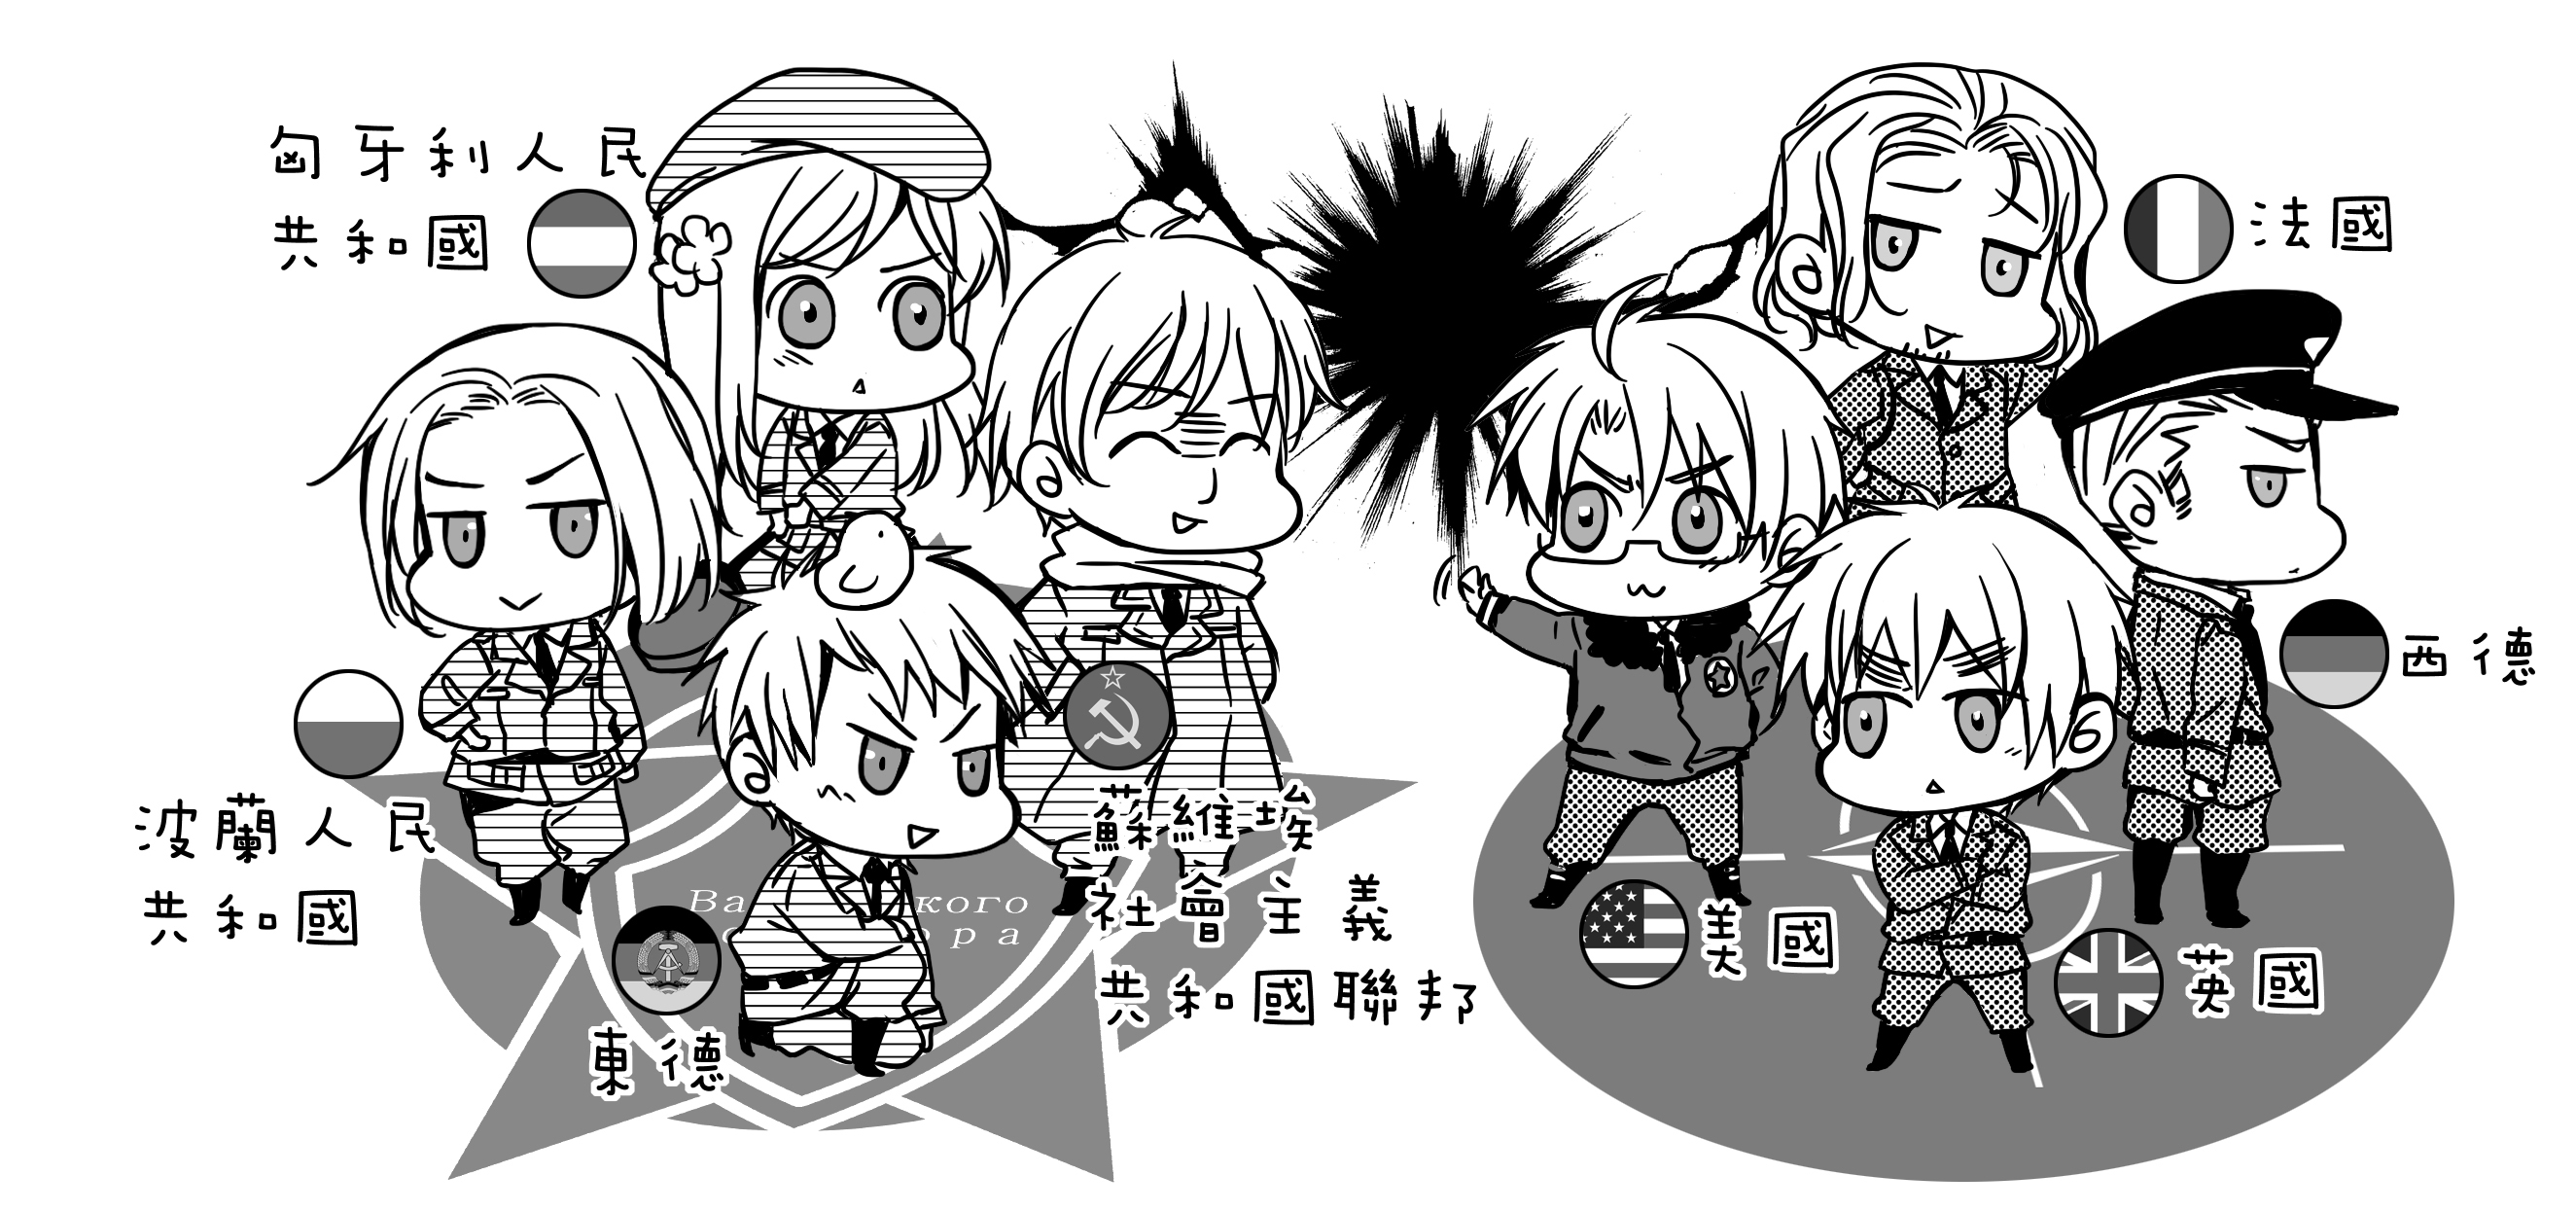 匈牙利人民
共和國
法國
西德
波蘭人民
共和國
蘇維埃
社會主義
共和國聯邦
美國
英國
東德